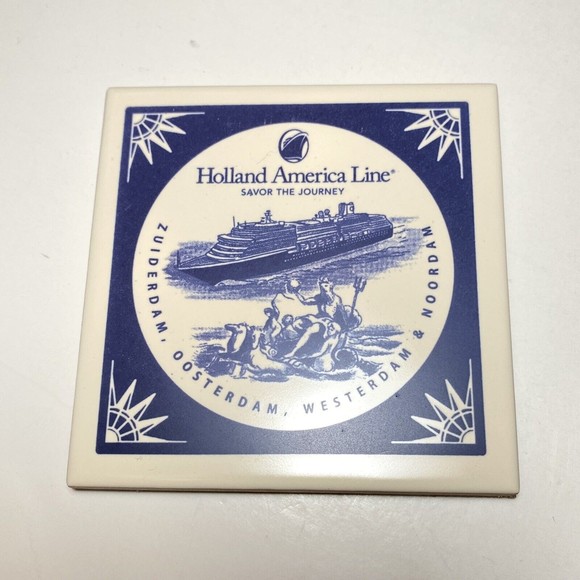 Holland America Line®
SAVOR THE JOURNEY
ZUIDERDAM, OOSTERDAM, WESTERDAM & NOORDAM